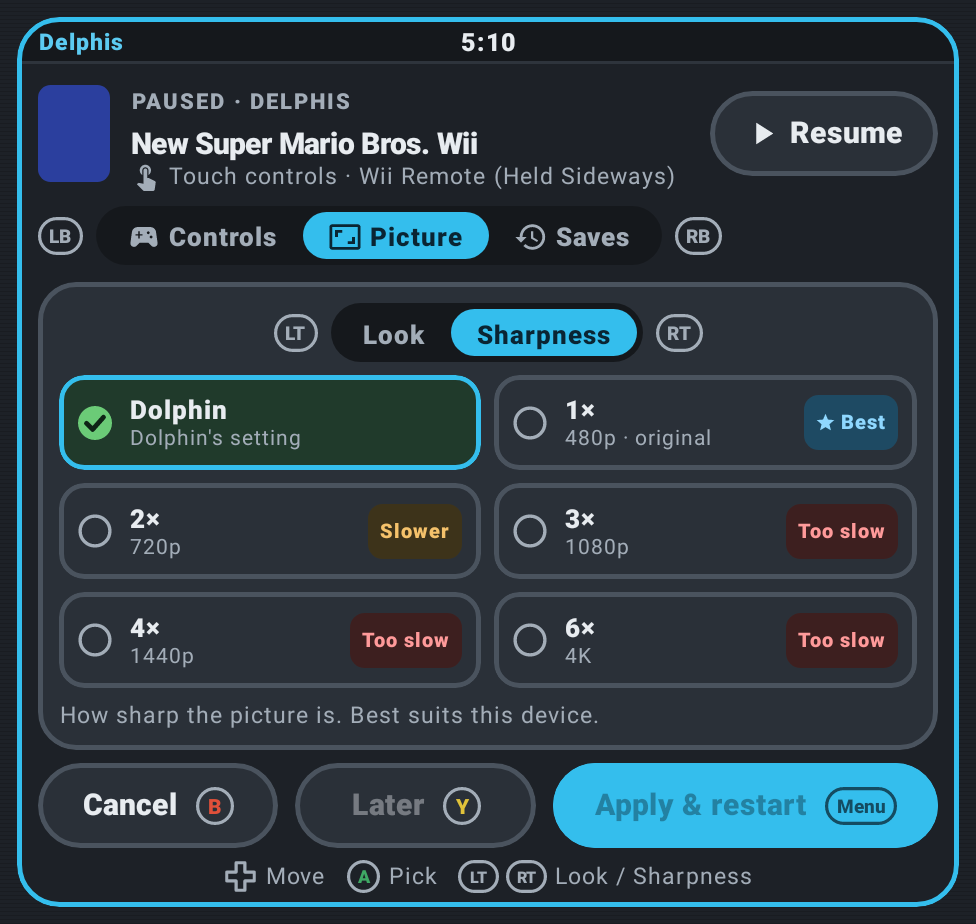 Delphis 5:10
PAUSED · DELPHIS
New Super Mario Bros. Wii
Touch controls · Wii Remote (Held Sideways)
Resume
LB Controls Picture Saves RB
LT Look Sharpness RT
Dolphin
Dolphin's setting
1×
480p · original
★ Best
2×
720p
Slower
3×
1080p
Too slow
4×
1440p
Too slow
6×
4K
Too slow
How sharp the picture is. Best suits this device.
Cancel B Later Y Apply & restart Menu
Move A Pick LT RT Look / Sharpness